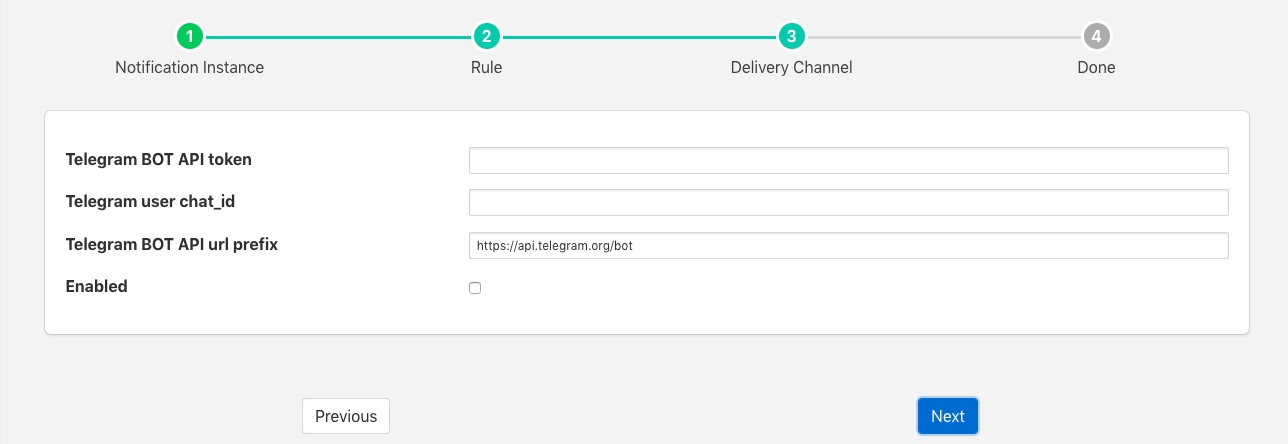 1 2 3 4
Notification Instance Rule Delivery Channel Done
Telegram BOT API token
Telegram user chat_id
Telegram BOT API url prefix https://api.telegram.org/bot
Enabled
Previous Next